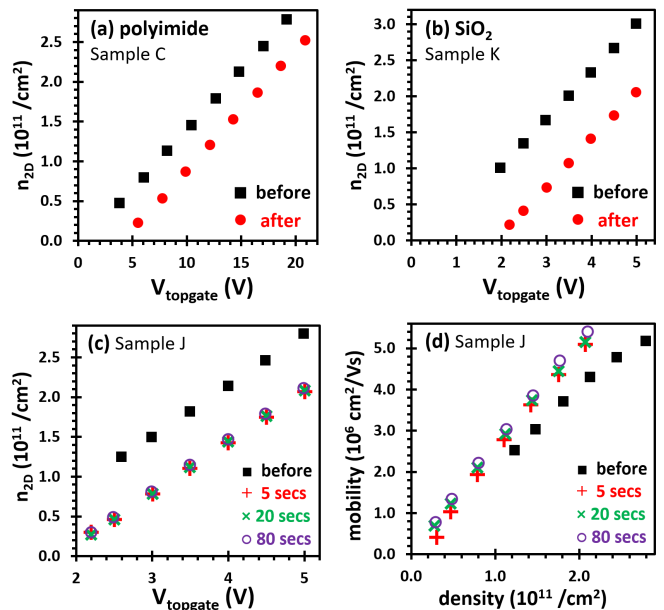 (a) polyimide
Sample C
n2D (10^11 /cm^2)
2.5
2.0
1.5
1.0
0.5
0.0
before
after
0 5 10 15 20
Vtopgate (V)
(b) SiO2
Sample K
n2D (10^11 /cm^2)
3.0
2.5
2.0
1.5
1.0
0.5
0.0
before
after
0 1 2 3 4 5
Vtopgate (V)
(c) Sample J
n2D (10^11 /cm^2)
2.5
2.0
1.5
1.0
0.5
0.0
before
5 secs
20 secs
80 secs
2 3 4 5
Vtopgate (V)
(d) Sample J
mobility (10^6 cm^2/Vs)
5.0
4.0
3.0
2.0
1.0
0.0
before
5 secs
20 secs
80 secs
0.0 1.0 2.0
density (10^11 /cm^2)